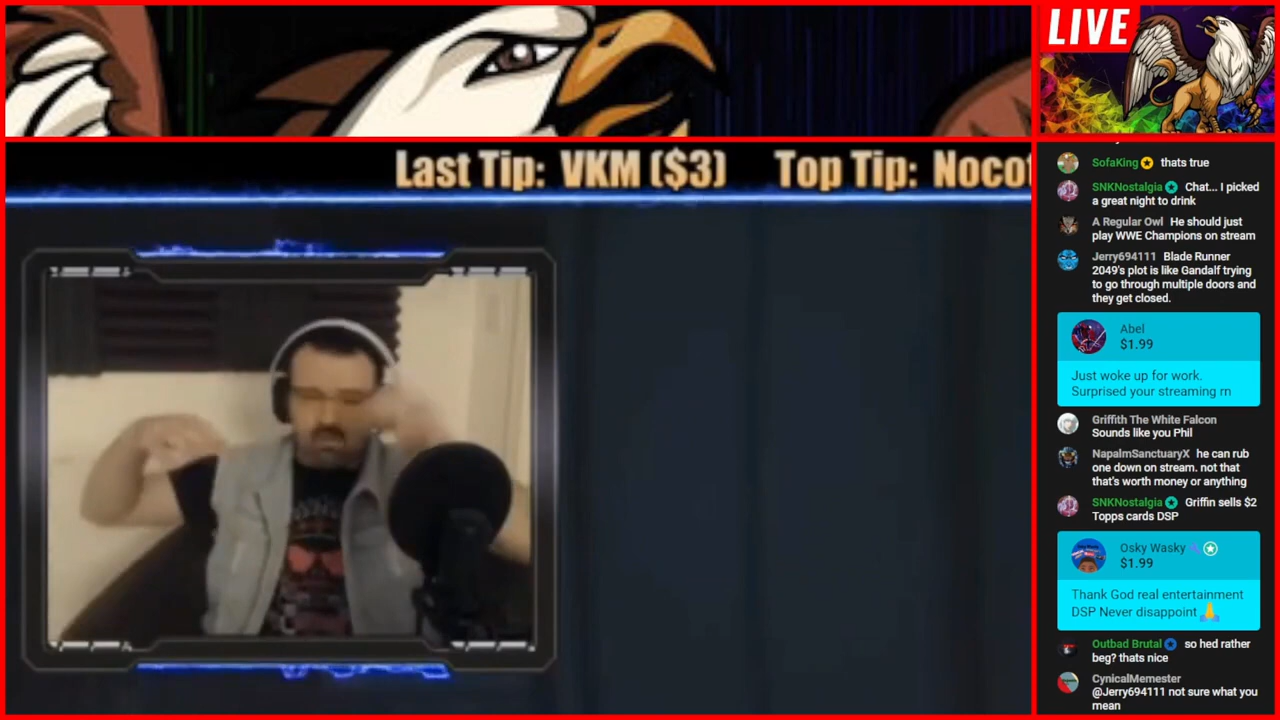 LIVE
Last Tip: VKM ($3) Top Tip: Nocot
SofaKing thats true
SNKNostalgia Chat... I picked
a great night to drink
A Regular Owl He should just
play WWE Champions on stream
Jerry694111 Blade Runner
2049's plot is like Gandalf trying
to go through multiple doors and
they get closed.
Abel
$1.99
Just woke up for work.
Surprised your streaming rn
Griffith The White Falcon
Sounds like you Phil
NapalmSanctuaryX he can rub
one down on stream. not that
that's worth money or anything
SNKNostalgia Griffin sells $2
Topps cards DSP
Osky Wasky
$1.99
Thank God real entertainment
DSP Never disappoint🙏
Outbad Brutal so hed rather
beg? thats nice
CynicalMemester
@Jerry694111 not sure what you
mean